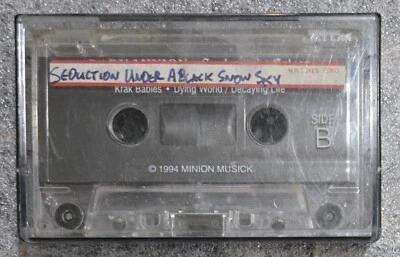 SEDUCTION UNDER A BLACK SNOW SKY
Krak Babies • Dying World / Decaying Life
SIDE
B
© 1994 MINION MUSICK